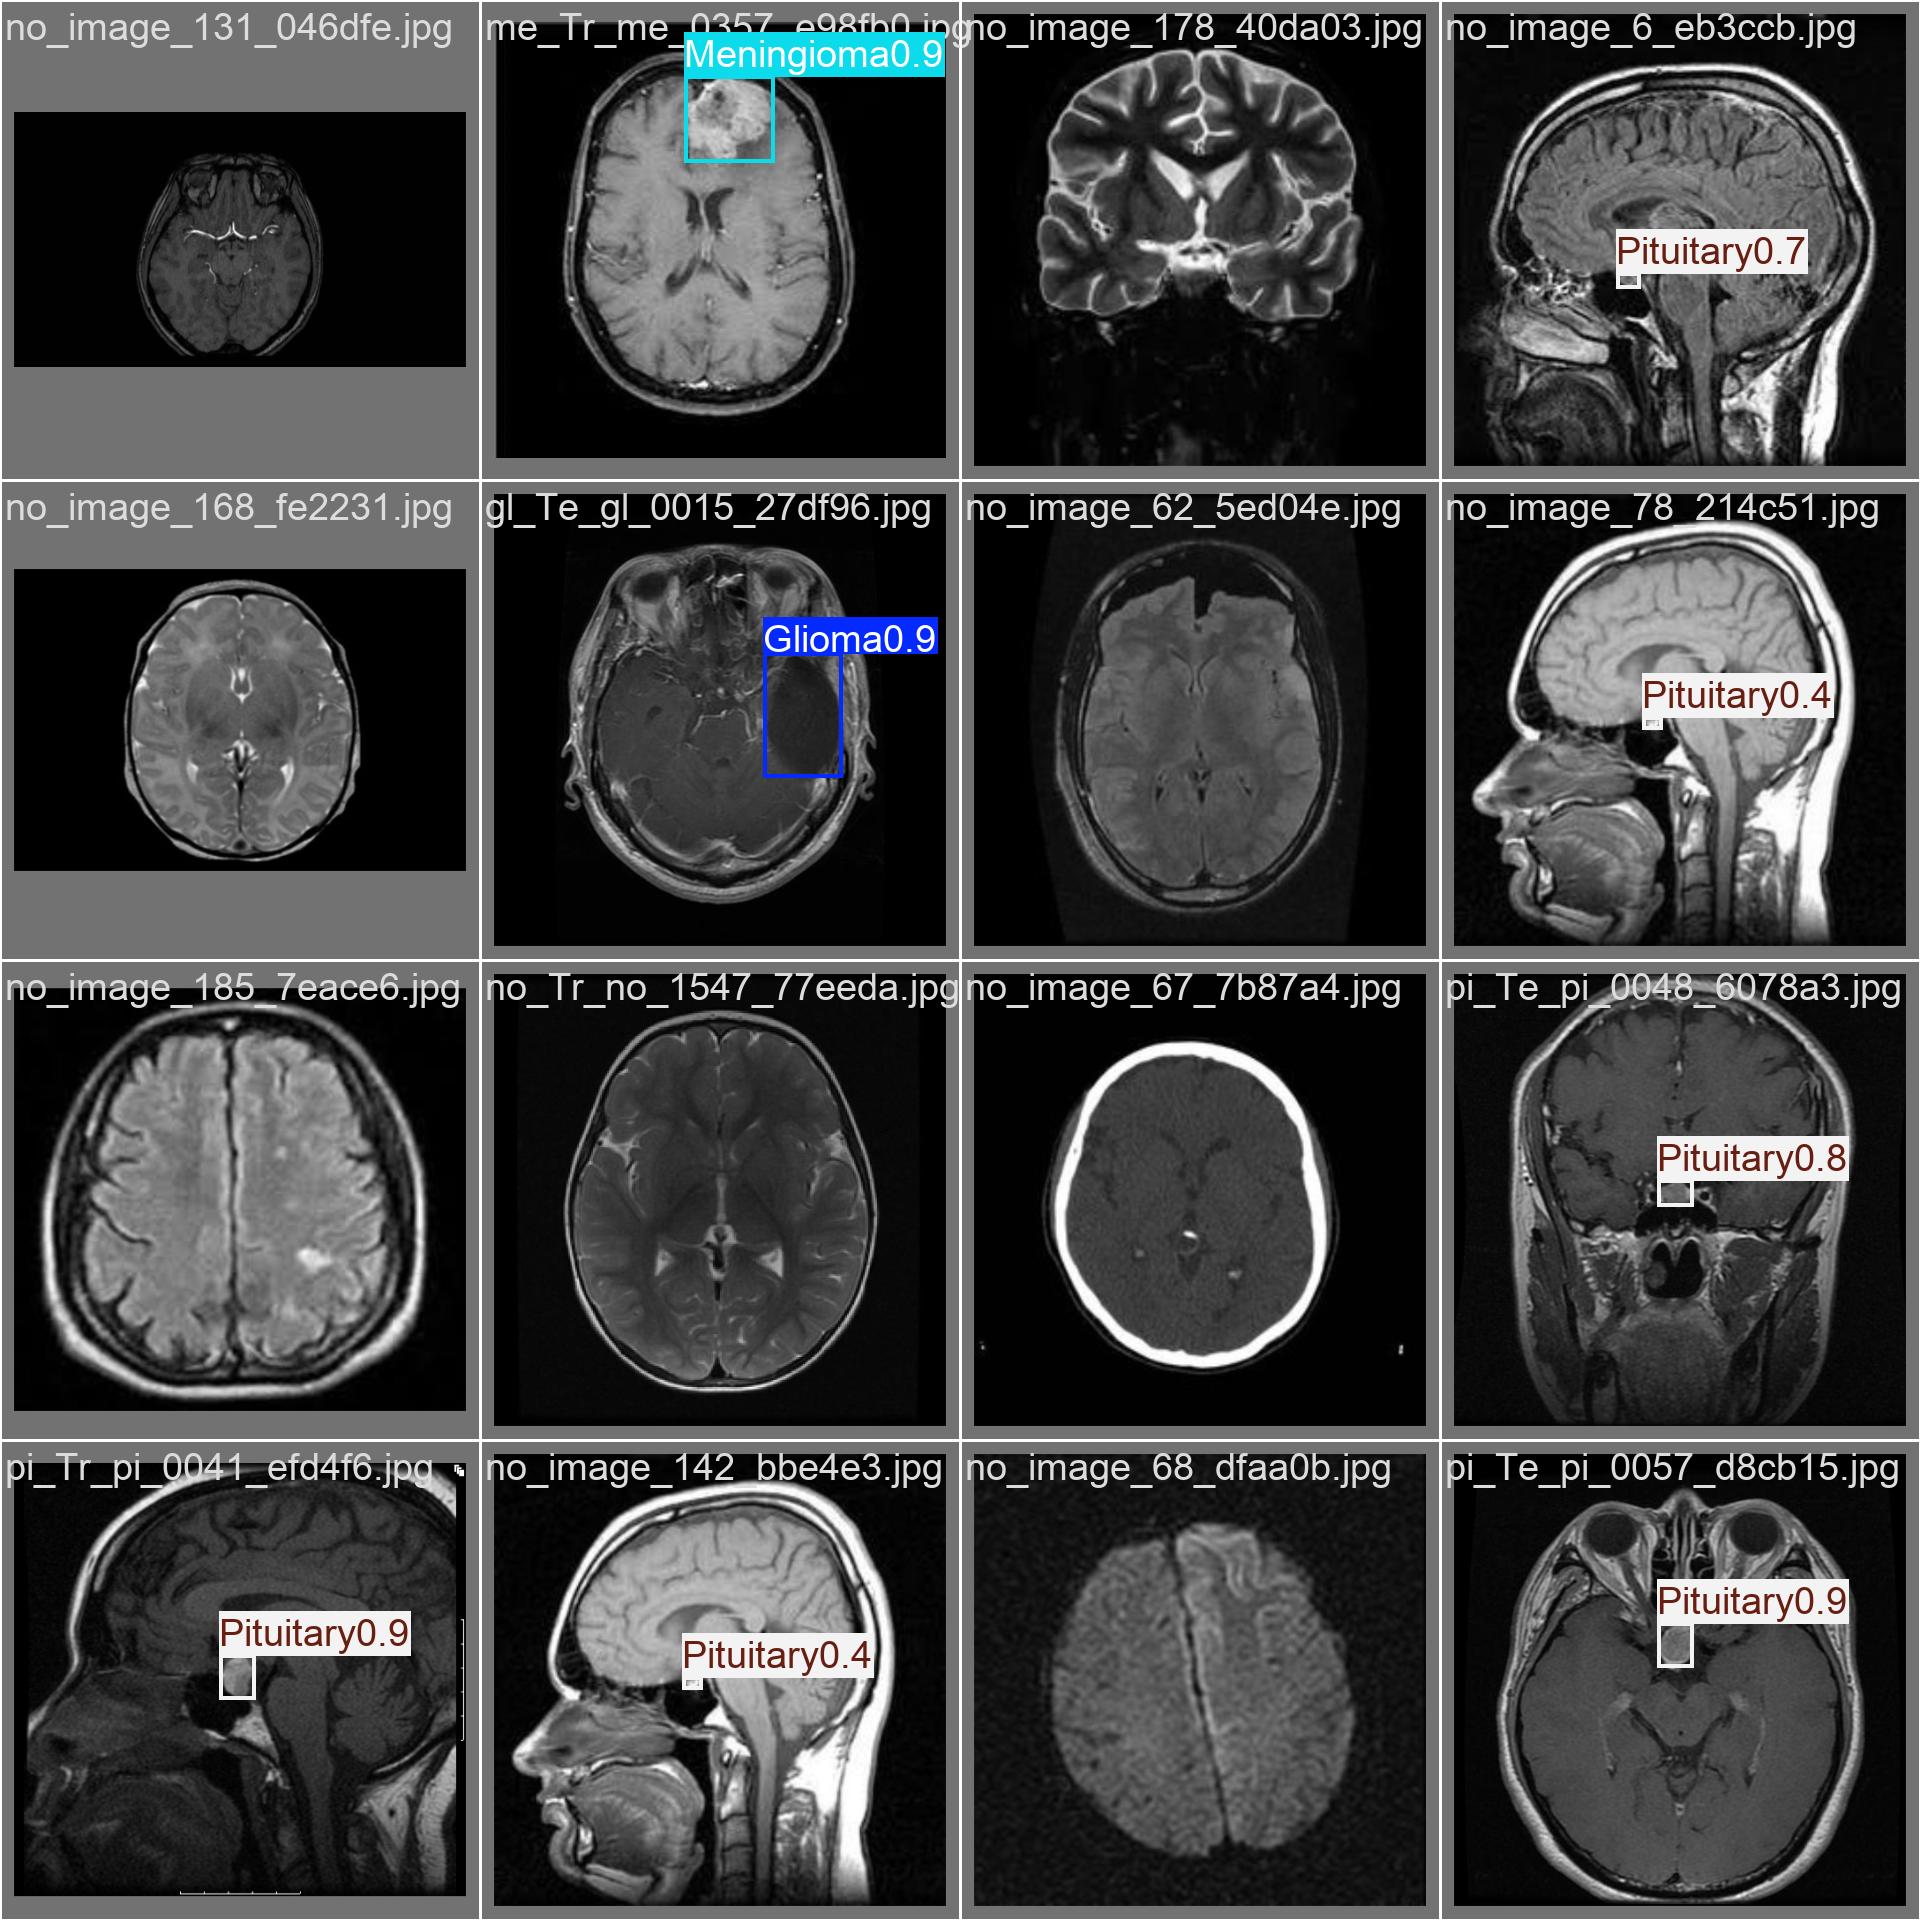 no_image_131_046dfe.jpg
me_Tr_me_0357_e98fb0.jpg
no_image_178_40da03.jpg
no_image_6_eb3ccb.jpg
Meningioma0.9
Pituitary0.7
no_image_168_fe2231.jpg
gl_Te_gl_0015_27df96.jpg
no_image_62_5ed04e.jpg
no_image_78_214c51.jpg
Glioma0.9
Pituitary0.4
no_image_185_7eace6.jpg
no_Tr_no_1547_77eeda.jpg
no_image_67_7b87a4.jpg
pi_Te_pi_0048_6078a3.jpg
Pituitary0.8
pi_Tr_pi_0041_efd4f6.jpg
no_image_142_bbe4e3.jpg
no_image_68_dfaa0b.jpg
pi_Te_pi_0057_d8cb15.jpg
Pituitary0.9
Pituitary0.4
Pituitary0.9